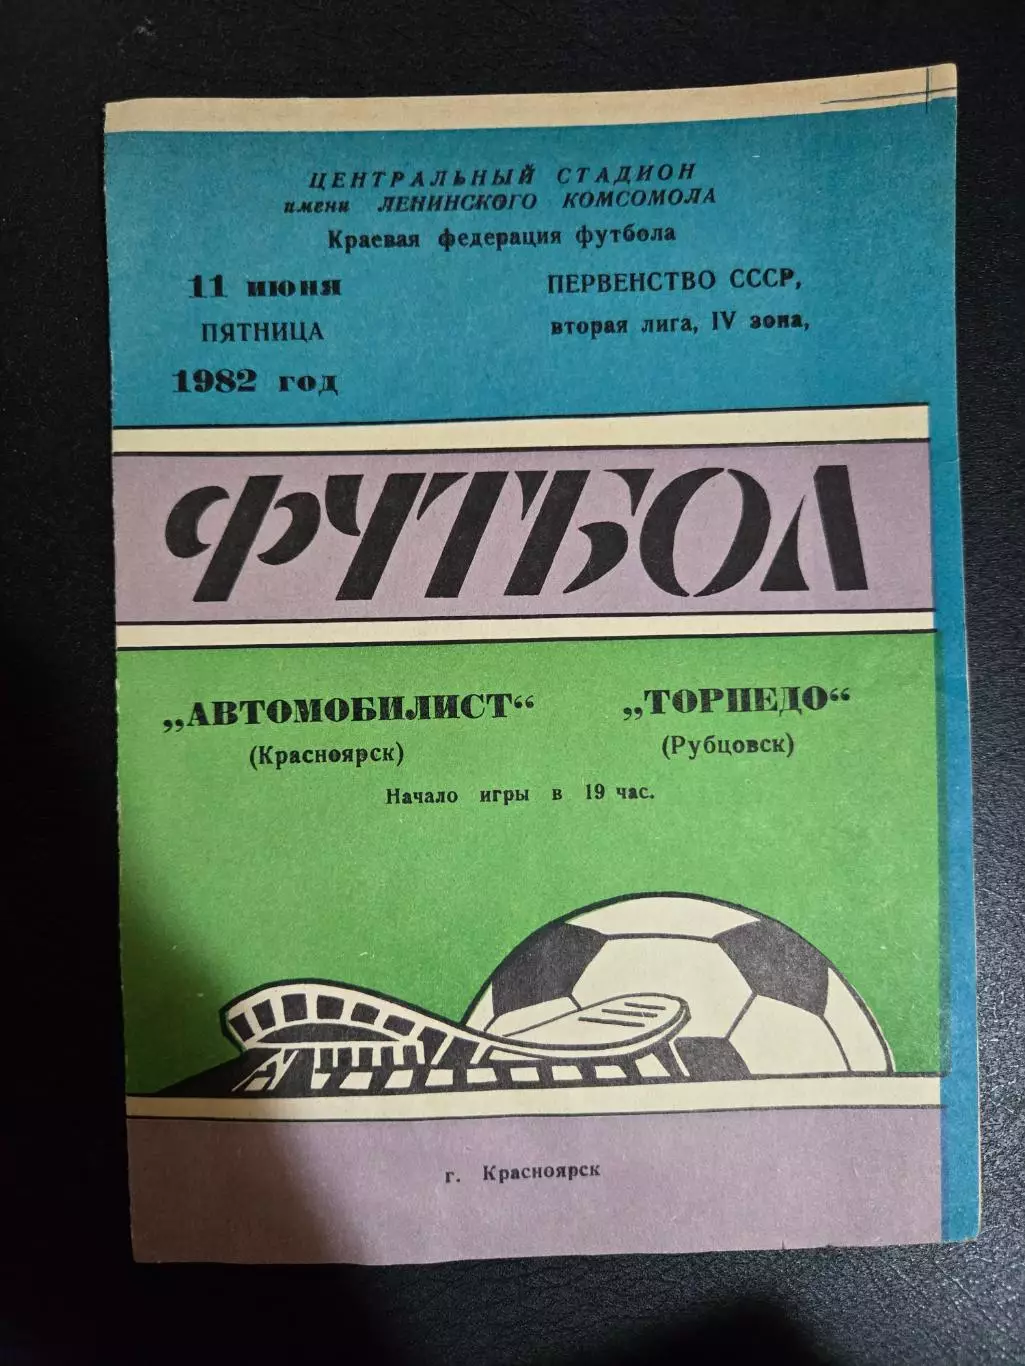 ЦЕНТРАЛЬНЫЙ СТАДИОН
имени ЛЕНИНСКОГО КОМСОМОЛА
Краевая федерация футбола
11 июня
ПЯТНИЦА
1982 год
ПЕРВЕНСТВО СССР,
вторая лига, IV зона,
ФУТБОЛ
„АВТОМОБИЛИСТ“
(Красноярск)
„ТОРПЕДО“
(Рубцовск)
Начало игры в 19 час.
г. Красноярск